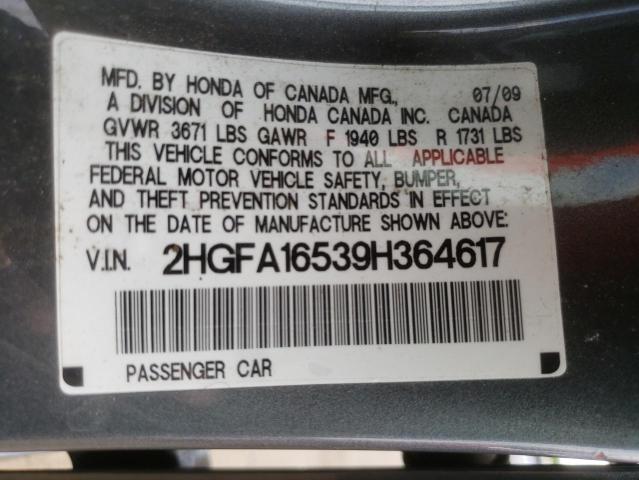 MFD. BY HONDA OF CANADA MFG., 07/09
A DIVISION OF HONDA CANADA INC. CANADA
GVWR 3671 LBS GAWR F 1940 LBS R 1731 LBS
THIS VEHICLE CONFORMS TO ALL APPLICABLE
FEDERAL MOTOR VEHICLE SAFETY, BUMPER,
AND THEFT PREVENTION STANDARDS IN EFFECT
ON THE DATE OF MANUFACTURE SHOWN ABOVE:
V.I.N. 2HGFA16539H364617
PASSENGER CAR